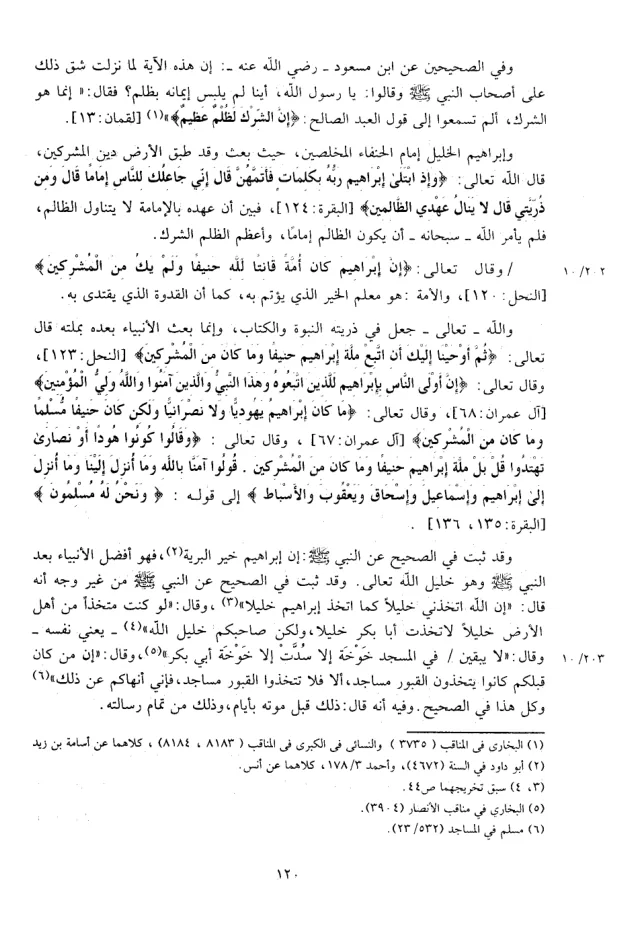 وفي الصحيحين عن ابن مسعود ـ رضي الله عنه ـ: إن هذه الآية لما نزلت شق ذلك
على أصحاب النبي ﷺ وقالوا: يا رسول الله، أينا لم يلبس إيمانه بظلم؟ فقال: « إنما هو
الشرك، ألم تسمعوا إلى قول العبد الصالح: ﴿إِنَّ الشِّرْكَ لَظُلْمٌ عَظِيمٌ﴾»(١) [لقمان: ١٣].
وإبراهيم الخليل إمام الحنفاء المخلصين، حيث بعث وقد طبق الأرض دين المشركين،
قال الله تعالى: ﴿وَإِذِ ابْتَلَىٰ إِبْرَاهِيمَ رَبُّهُ بِكَلِمَاتٍ فَأَتَمَّهُنَّ قَالَ إِنِّي جَاعِلُكَ لِلنَّاسِ إِمَامًا قَالَ وَمِن
ذُرِّيَّتِي قَالَ لا يَنَالُ عَهْدِي الظَّالِمِينَ﴾ [البقرة: ١٢٤]، فبين أن عهده بالإمامة لا يتناول الظالم،
فلم يأمر الله ـ سبحانه ـ أن يكون الظالم إماما، وأعظم الظلم الشرك.
١٠/٢٠٢ / وقال تعالى: ﴿إِنَّ إِبْرَاهِيمَ كَانَ أُمَّةً قَانِتًا لِلَّهِ حَنِيفًا وَلَمْ يَكُ مِنَ الْمُشْرِكِينَ﴾
[النحل: ١٢٠]، والأمة :هو معلم الخير الذي يؤتم به، كما أن القدوة الذي يقتدى به.
والله ـ تعالى ـ جعل في ذريته النبوة والكتاب، وإنما بعث الأنبياء بعده بملته قال
تعالى: ﴿ثُمَّ أَوْحَيْنَا إِلَيْكَ أَنِ اتَّبِعْ مِلَّةَ إِبْرَاهِيمَ حَنِيفًا وَمَا كَانَ مِنَ الْمُشْرِكِينَ﴾ [النحل: ١٢٣]،
وقال تعالى: ﴿إِنَّ أَوْلَى النَّاسِ بِإِبْرَاهِيمَ لَلَّذِينَ اتَّبَعُوهُ وَهَذَا النَّبِيُّ وَالَّذِينَ آمَنُوا وَاللَّهُ وَلِيُّ الْمُؤْمِنِينَ﴾
[آل عمران: ٦٨]، وقال تعالى: ﴿مَا كَانَ إِبْرَاهِيمُ يَهُودِيًّا وَلا نَصْرَانِيًّا وَلَكِن كَانَ حَنِيفًا مُّسْلِمًا
وَمَا كَانَ مِنَ الْمُشْرِكِينَ﴾ [آل عمران: ٦٧] ، وقال تعالى : ﴿وَقَالُوا كُونُوا هُودًا أَوْ نَصَارَىٰ
تَهْتَدُوا قُلْ بَلْ مِلَّةَ إِبْرَاهِيمَ حَنِيفًا وَمَا كَانَ مِنَ الْمُشْرِكِينَ . قُولُوا آمَنَّا بِاللَّهِ وَمَا أُنزِلَ إِلَيْنَا وَمَا أُنزِلَ
إِلَىٰ إِبْرَاهِيمَ وَإِسْمَاعِيلَ وَإِسْحَاقَ وَيَعْقُوبَ وَالأَسْبَاطِ ﴾ إلى قوله : ﴿ وَنَحْنُ لَهُ مُسْلِمُونَ ﴾
[البقرة: ١٣٥، ١٣٦] .
وقد ثبت في الصحيح عن النبي ﷺ: إن إبراهيم خير البرية(٢)،فهو أفضل الأنبياء بعد
النبي ﷺ وهو خليل الله تعالى. وقد ثبت في الصحيح عن النبي ﷺ من غير وجه أنه
قال: «إن الله اتخذني خليلاً كما اتخذ إبراهيم خليلا»(٣) ،وقال:«لو كنت متخذاً من أهل
الأرض خليلاً لاتخذت أبا بكر خليلا،ولكن صاحبكم خليل الله»(٤) ـ يعني نفسه ـ
١٠/٢٠٣ وقال: «لا يبقين / في المسجد خَوْخَة إلا سُدَّتْ إلا خَوْخَة أبي بكر»(٥)،وقال: «إن من كان
قبلكم كانوا يتخذون القبور مساجد،ألا فلا تتخذوا القبور مساجد،فإني أنهاكم عن ذلك»(٦)
وكل هذا في الصحيح. وفيه أنه قال: ذلك قبل موته بأيام،وذلك من تمام رسالته.
(١) البخارى فى المناقب ( ٣٧٣٥ ) والنسائى فى الكبرى فى المناقب ( ٨١٨٣ ، ٨١٨٤ )، كلاهما عن أسامة بن زيد
(٢) أبو داود في السنة (٤٦٧٢)، وأحمد ٣/ ١٧٨، كلاهما عن أنس.
(٣، ٤) سبق تخريجهما ص٤٤.
(٥) البخاري في مناقب الأنصار (٣٩٠٤).
(٦) مسلم في المساجد (٥٣٢ /٢٣).
١٢٠